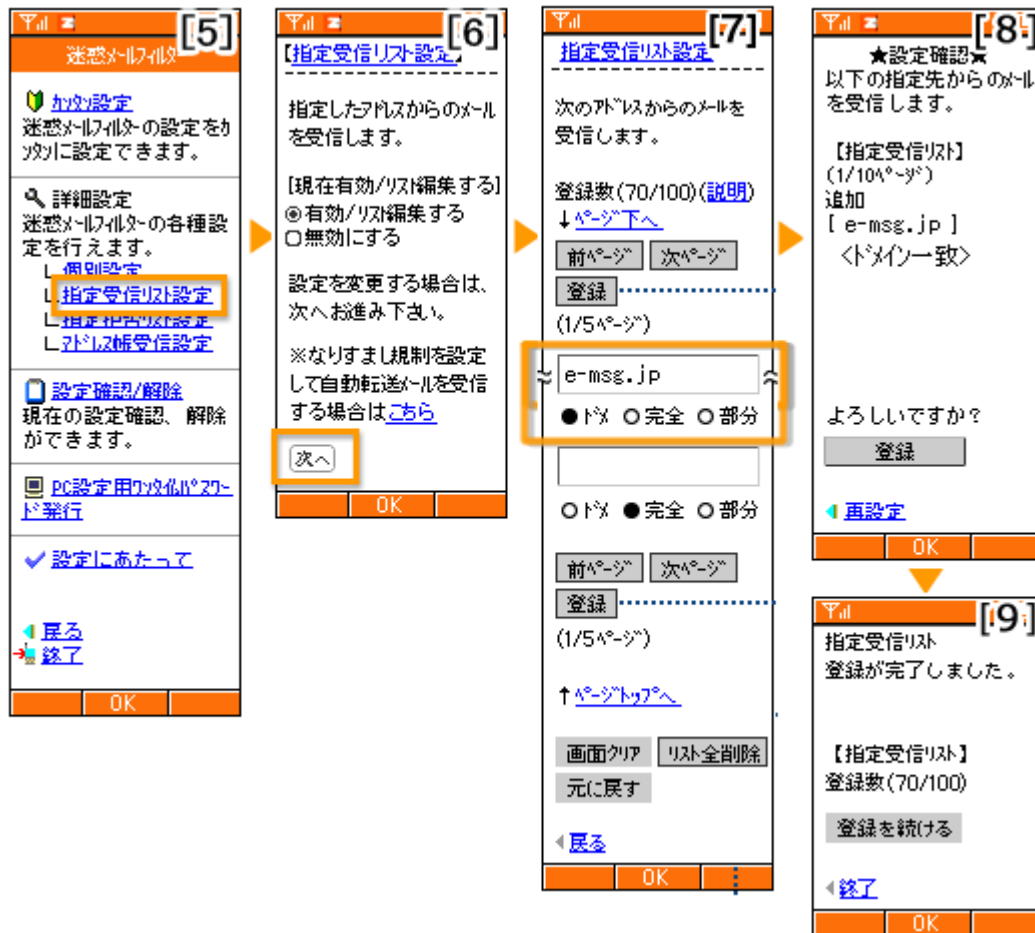 [5]
迷惑ﾒｰﾙﾌｨﾙﾀｰ
ｶﾝﾀﾝ設定
迷惑ﾒｰﾙﾌｨﾙﾀｰの設定をｶ
ﾝﾀﾝに設定できます。
詳細設定
迷惑ﾒｰﾙﾌｨﾙﾀｰの各種設
定を行えます。
個別設定
指定受信ﾘｽﾄ設定
指定拒否ﾘｽﾄ設定
ｱﾄﾞﾚｽ帳受信設定
設定確認/解除
現在の設定確認、解除
ができます。
PC設定用ﾜﾝﾀｲﾑﾊﾟｽﾜｰ
ﾄﾞ発行
設定にあたって
戻る
終了
OK
[6]
【指定受信ﾘｽﾄ設定】
指定したｱﾄﾞﾚｽからのﾒｰﾙ
を受信します。
[現在有効/ﾘｽﾄ編集する]
有効/ﾘｽﾄ編集する
無効にする
設定を変更する場合は、
次へお進み下さい。
※なりすまし規制を設定
して自動転送ﾒｰﾙを受信
する場合はこちら
次へ
OK
[7]
指定受信ﾘｽﾄ設定
次のｱﾄﾞﾚｽからのﾒｰﾙを
受信します。
登録数(70/100)(説明)
↓ﾍﾟｰｼﾞ下へ
前ﾍﾟｰｼﾞ 次ﾍﾟｰｼﾞ
登録
(1/5ﾍﾟｰｼﾞ)
e-msg.jp
●ﾄﾞﾒ ○完全 ○部分
○ﾄﾞﾒ ●完全 ○部分
前ﾍﾟｰｼﾞ 次ﾍﾟｰｼﾞ
登録
(1/5ﾍﾟｰｼﾞ)
↑ﾍﾟｰｼﾞﾄｯﾌﾟへ
画面ｸﾘｱ ﾘｽﾄ全削除
元に戻す
戻る
OK
[8]
★設定確認★
以下の指定先からのﾒｰﾙ
を受信します。
【指定受信ﾘｽﾄ】
(1/10ﾍﾟｰｼﾞ)
追加
[ e-msg.jp ]
<ﾄﾞﾒｲﾝ一致>
よろしいですか？
登録
再設定
OK
[9]
指定受信ﾘｽﾄ
登録が完了しました。
【指定受信ﾘｽﾄ】
登録数(70/100)
登録を続ける
終了
OK